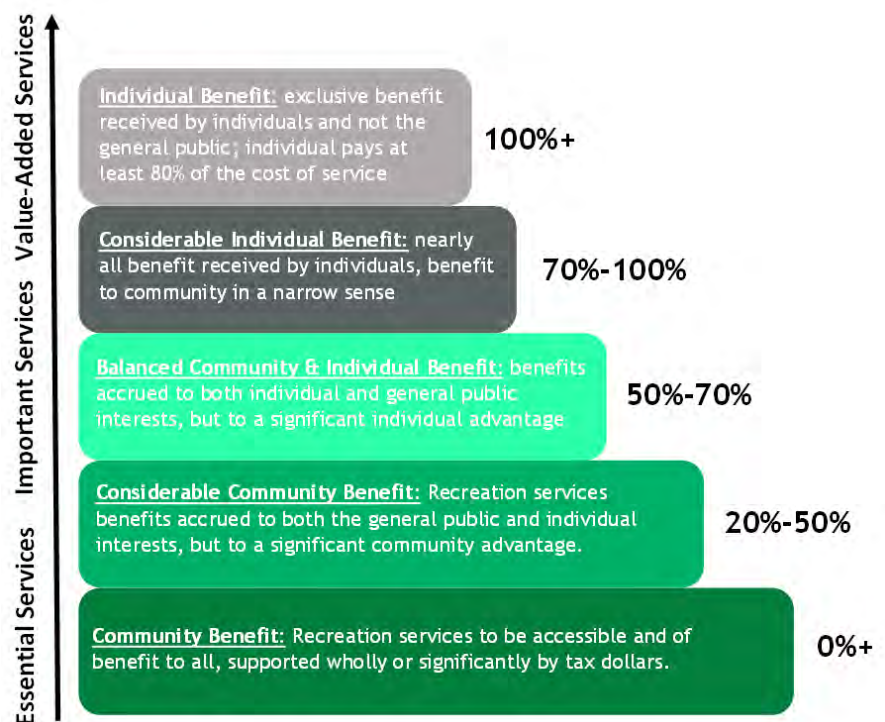 Value-Added Services
Important Services
Essential Services
Individual Benefit: exclusive benefit
received by individuals and not the
general public; individual pays at
least 80% of the cost of service
100%+
Considerable Individual Benefit: nearly
all benefit received by individuals, benefit
to community in a narrow sense
70%-100%
Balanced Community & Individual Benefit: benefits
accrued to both individual and general public
interests, but to a significant individual advantage
50%-70%
Considerable Community Benefit: Recreation services
benefits accrued to both the general public and individual
interests, but to a significant community advantage.
20%-50%
Community Benefit: Recreation services to be accessible and of
benefit to all, supported wholly or significantly by tax dollars.
0%+